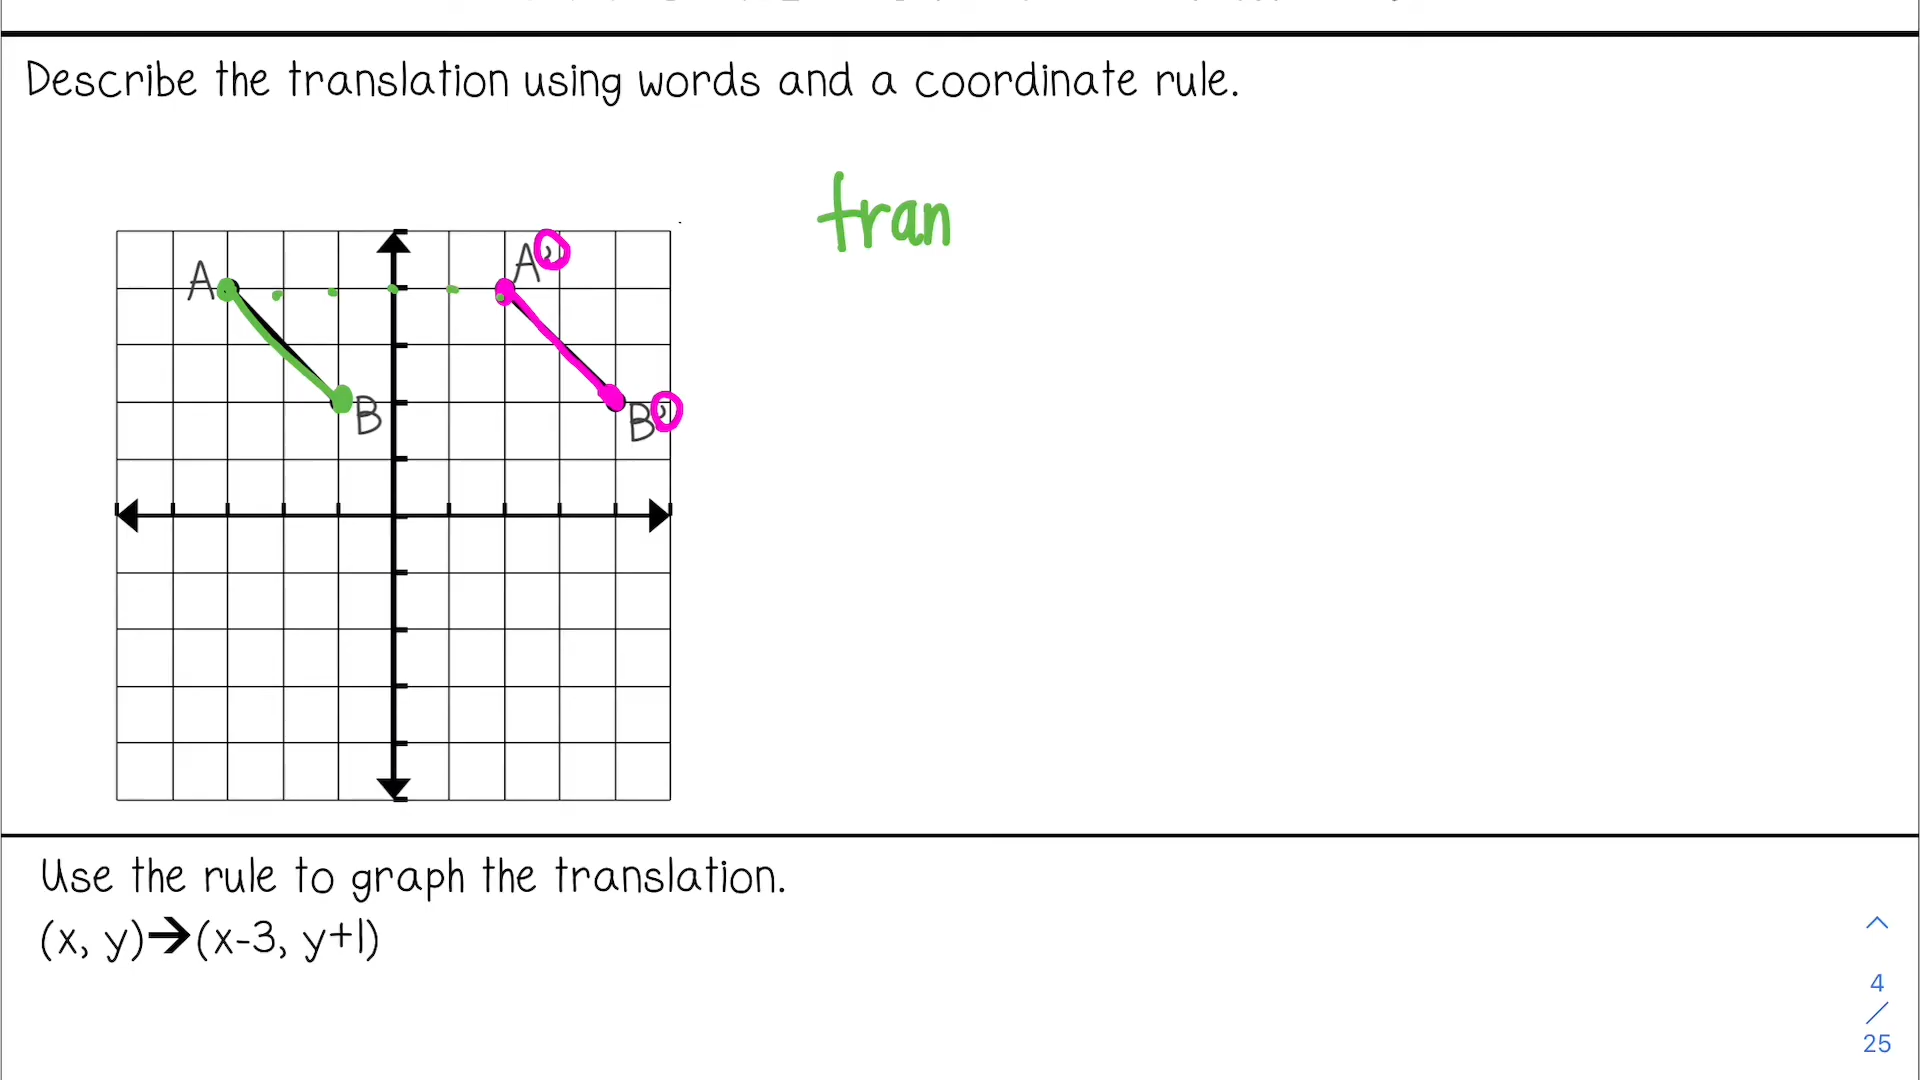 Describe the translation using words and a coordinate rule.
tran
A
A'
B
B'
Use the rule to graph the translation.
(x, y)➔(x-3, y+1)
4
/
25